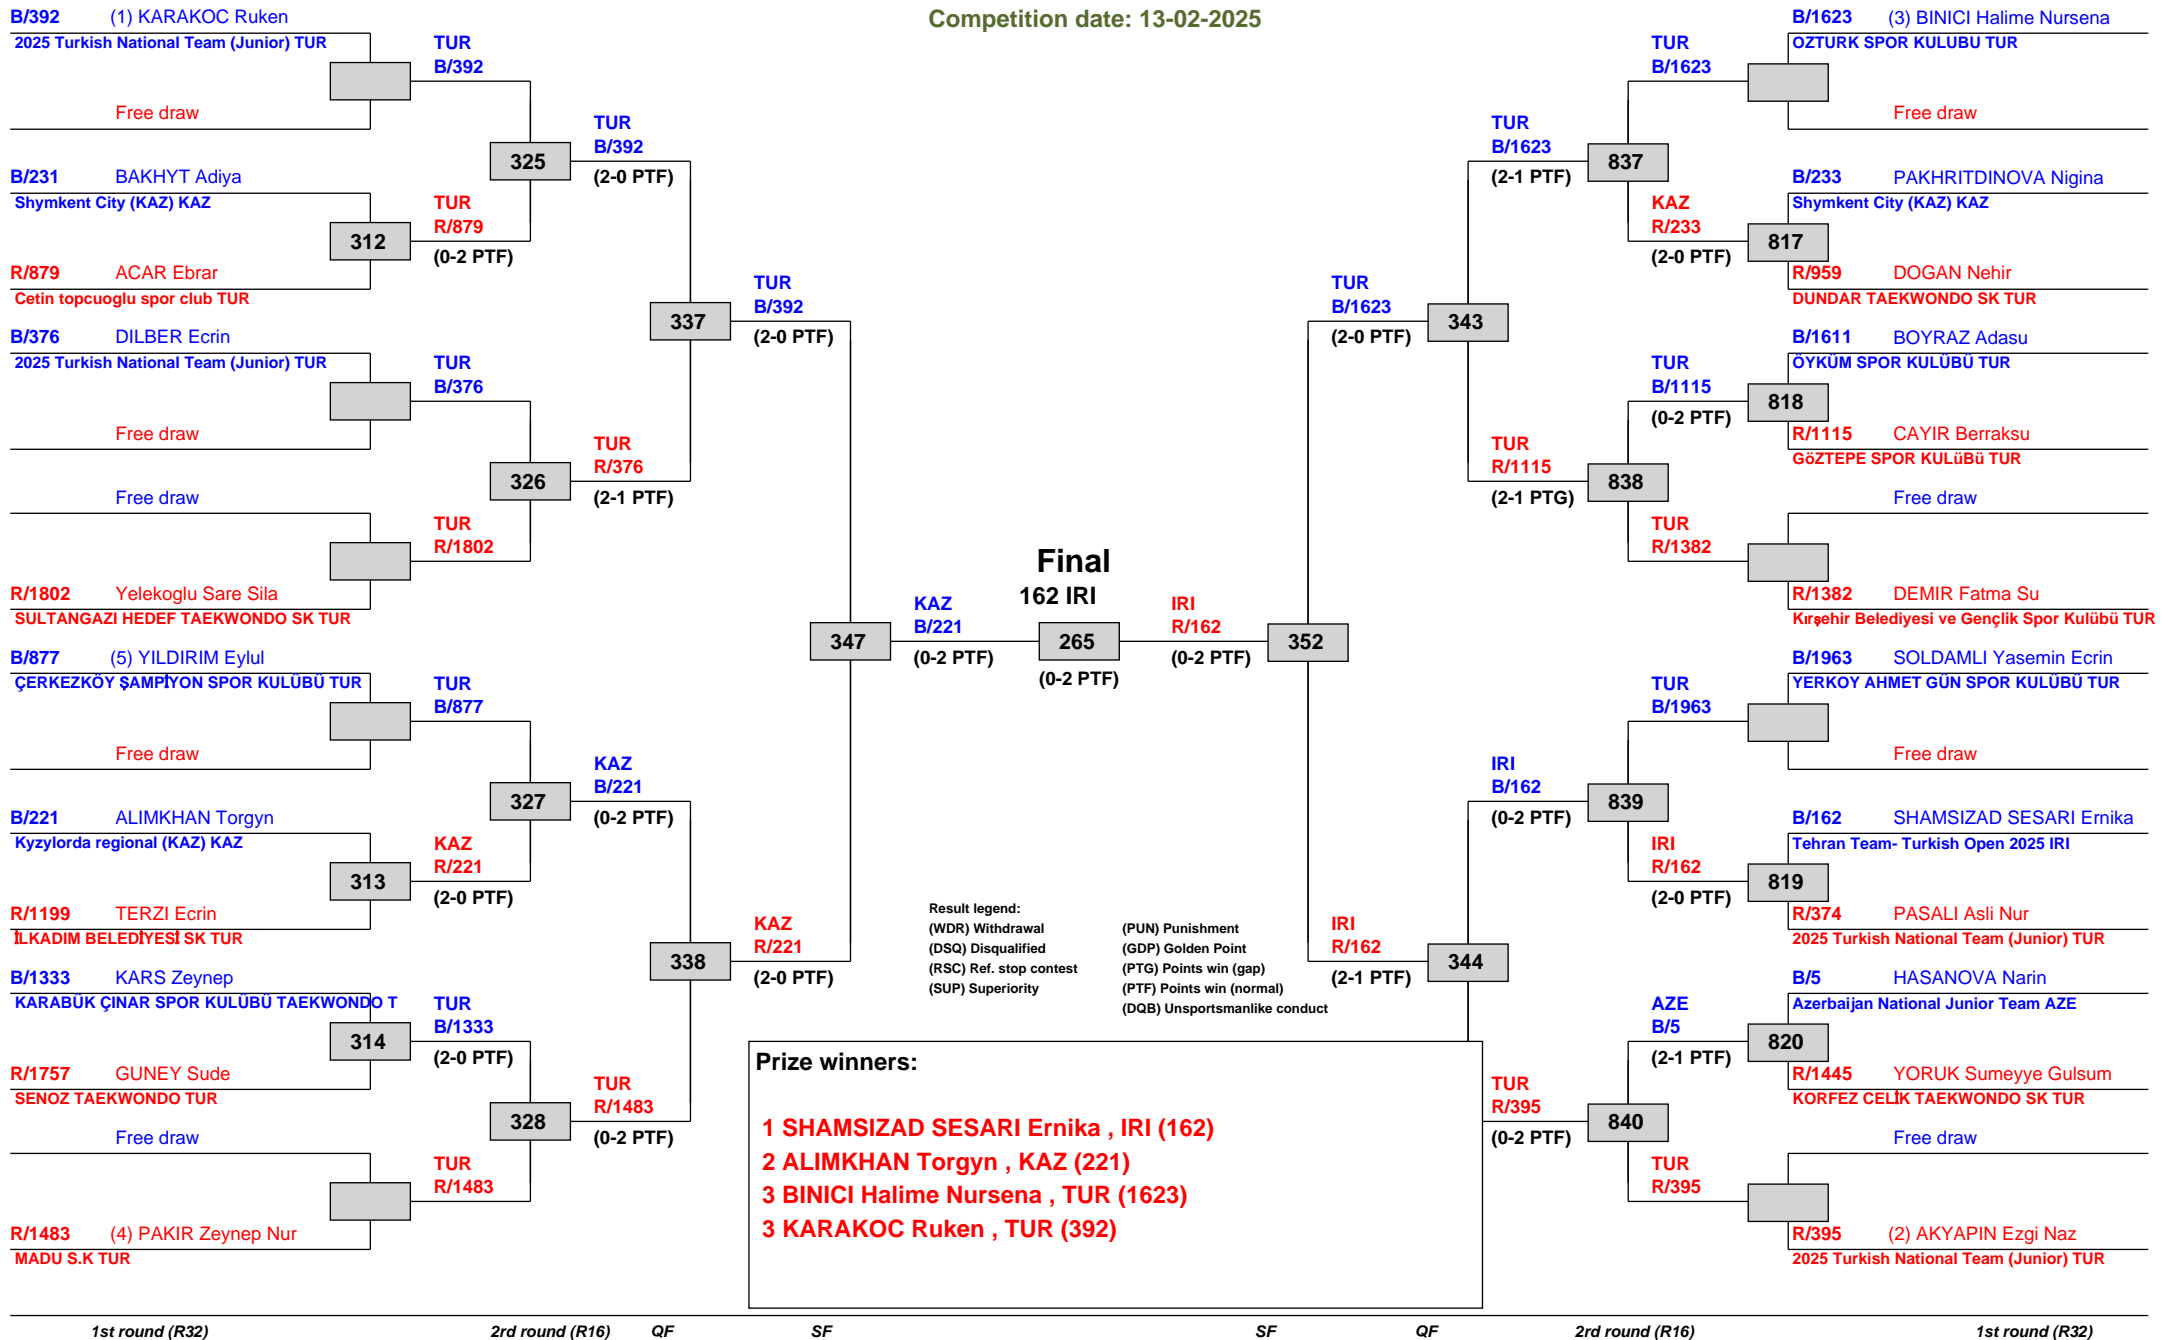 Competition date: 13-02-2025
B/392 (1) KARAKOC Ruken
2025 Turkish National Team (Junior) TUR
Free draw
B/231 BAKHYT Adiya
Shymkent City (KAZ) KAZ
312
R/879 ACAR Ebrar
Cetin topcuoglu spor club TUR
B/376 DILBER Ecrin
2025 Turkish National Team (Junior) TUR
Free draw
Free draw
R/1802 Yelekoglu Sare Sila
SULTANGAZI HEDEF TAEKWONDO SK TUR
B/877 (5) YILDIRIM Eylul
ÇERKEZKÖY ŞAMPİYON SPOR KULÜBÜ TUR
Free draw
B/221 ALIMKHAN Torgyn
Kyzylorda regional (KAZ) KAZ
313
R/1199 TERZI Ecrin
İLKADIM BELEDİYESİ SK TUR
B/1333 KARS Zeynep
KARABÜK ÇINAR SPOR KULÜBÜ TAEKWONDO T
314
R/1757 GUNEY Sude
SENOZ TAEKWONDO TUR
Free draw
R/1483 (4) PAKIR Zeynep Nur
MADU S.K TUR
TUR
B/392
325
TUR
R/879
(0-2 PTF)
TUR
B/376
326
TUR
R/1802
TUR
B/877
327
KAZ
R/221
(2-0 PTF)
TUR
B/1333
(2-0 PTF)
328
TUR
R/1483
TUR
B/392
(2-0 PTF)
337
TUR
R/376
(2-1 PTF)
KAZ
B/221
(0-2 PTF)
338
TUR
R/1483
(0-2 PTF)
TUR
B/392
(2-0 PTF)
347
KAZ
R/221
(2-0 PTF)
KAZ
B/221
(0-2 PTF)
Final
162 IRI
265
(0-2 PTF)
IRI
R/162
(0-2 PTF)
352
TUR
B/1623
(2-0 PTF)
343
IRI
R/162
(2-1 PTF)
344
TUR
B/1623
(2-1 PTF)
837
TUR
R/1115
(2-1 PTG)
838
IRI
B/162
(0-2 PTF)
839
TUR
R/395
(0-2 PTF)
840
TUR
B/1623
KAZ
R/233
(2-0 PTF)
TUR
B/1115
(0-2 PTF)
TUR
R/1382
TUR
B/1963
IRI
R/162
(2-0 PTF)
AZE
B/5
(2-1 PTF)
TUR
R/395
B/1623 (3) BINICI Halime Nursena
OZTURK SPOR KULUBU TUR
Free draw
B/233 PAKHRITDINOVA Nigina
Shymkent City (KAZ) KAZ
817
R/959 DOGAN Nehir
DUNDAR TAEKWONDO SK TUR
B/1611 BOYRAZ Adasu
ÖYKÜM SPOR KULÜBÜ TUR
818
R/1115 CAYIR Berraksu
GöZTEPE SPOR KULüBü TUR
Free draw
R/1382 DEMIR Fatma Su
Kırşehir Belediyesi ve Gençlik Spor Kulübü TUR
B/1963 SOLDAMLI Yasemin Ecrin
YERKOY AHMET GÜN SPOR KULÜBÜ TUR
Free draw
B/162 SHAMSIZAD SESARI Ernika
Tehran Team- Turkish Open 2025 IRI
819
R/374 PASALI Asli Nur
2025 Turkish National Team (Junior) TUR
B/5 HASANOVA Narin
Azerbaijan National Junior Team AZE
820
R/1445 YORUK Sumeyye Gulsum
KORFEZ CELİK TAEKWONDO SK TUR
Free draw
R/395 (2) AKYAPIN Ezgi Naz
2025 Turkish National Team (Junior) TUR
Result legend:
(WDR) Withdrawal (PUN) Punishment
(DSQ) Disqualified (GDP) Golden Point
(RSC) Ref. stop contest (PTG) Points win (gap)
(SUP) Superiority (PTF) Points win (normal)
(DQB) Unsportsmanlike conduct
Prize winners:
1 SHAMSIZAD SESARI Ernika , IRI (162)
2 ALIMKHAN Torgyn , KAZ (221)
3 BINICI Halime Nursena , TUR (1623)
3 KARAKOC Ruken , TUR (392)
1st round (R32) 2rd round (R16) QF SF SF QF 2rd round (R16) 1st round (R32)